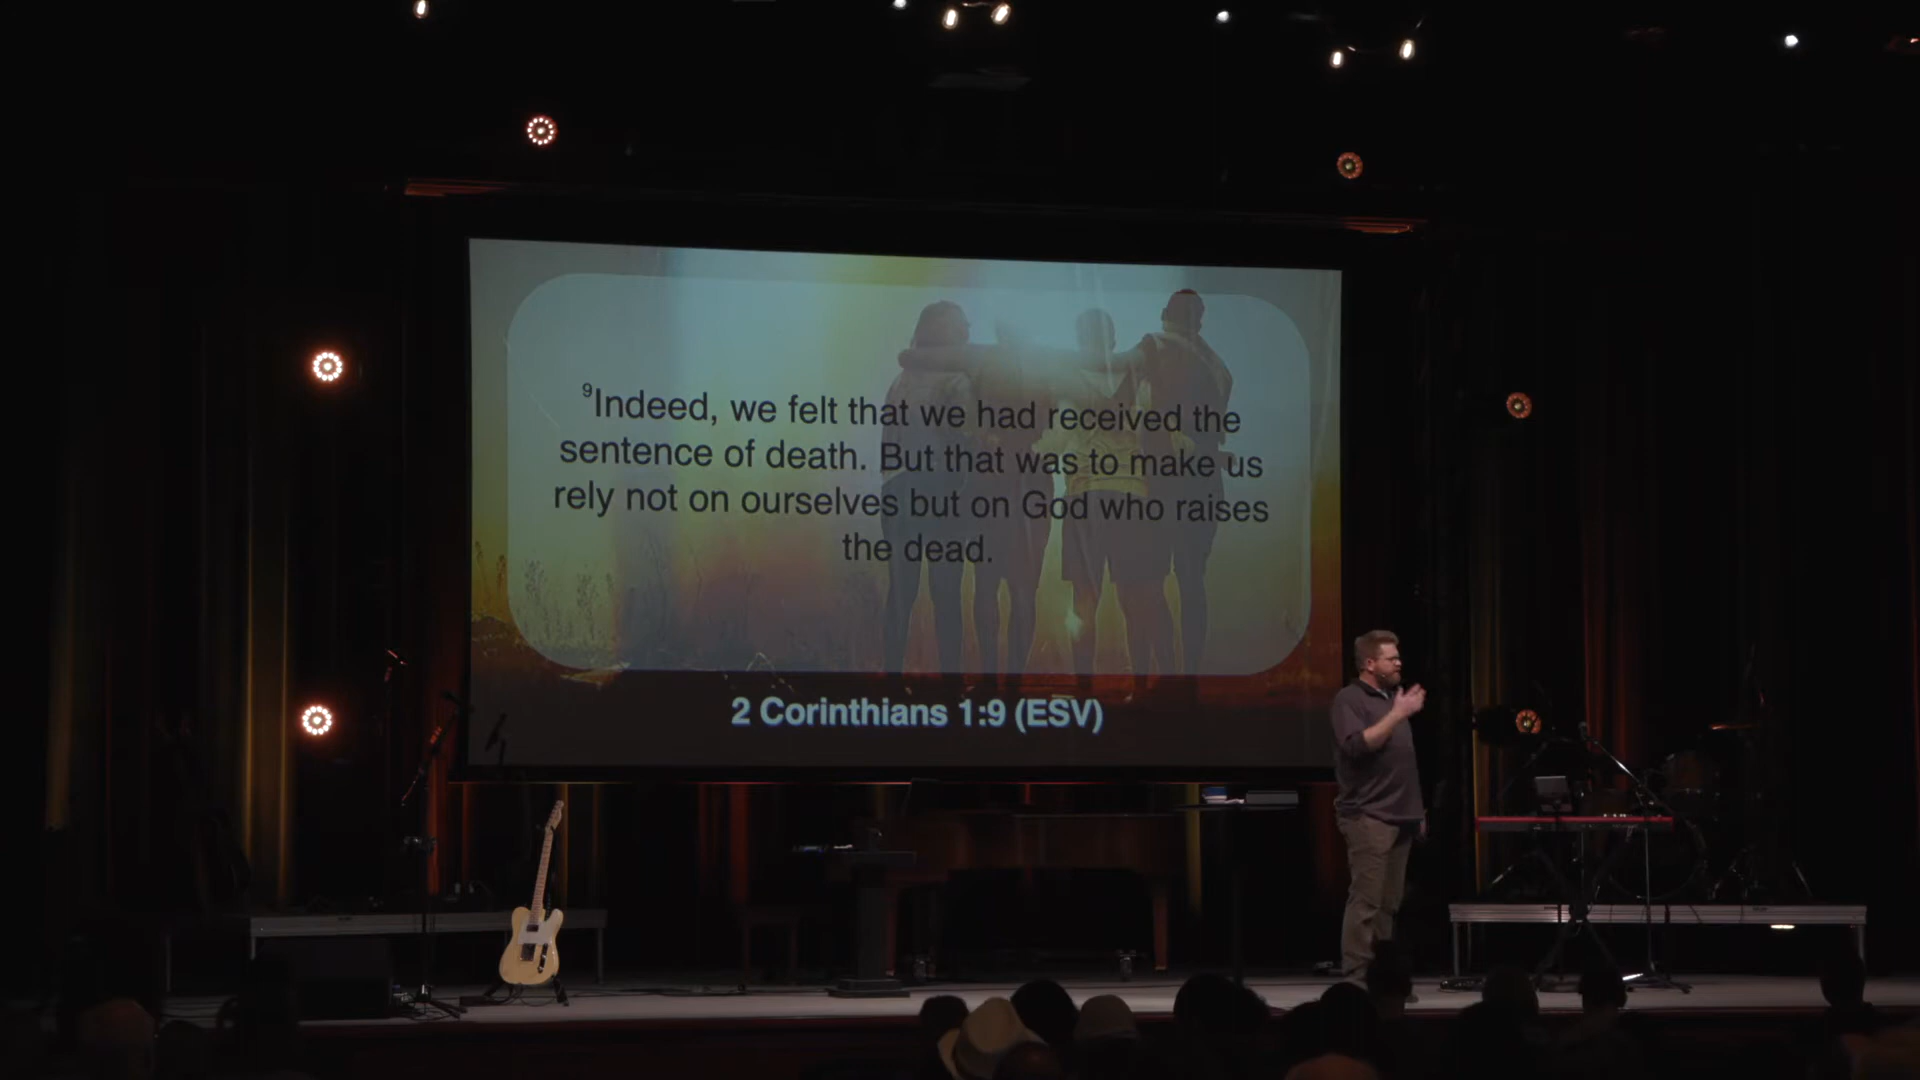 ⁹Indeed, we felt that we had received the
sentence of death. But that was to make us
rely not on ourselves but on God who raises
the dead.
2 Corinthians 1:9 (ESV)